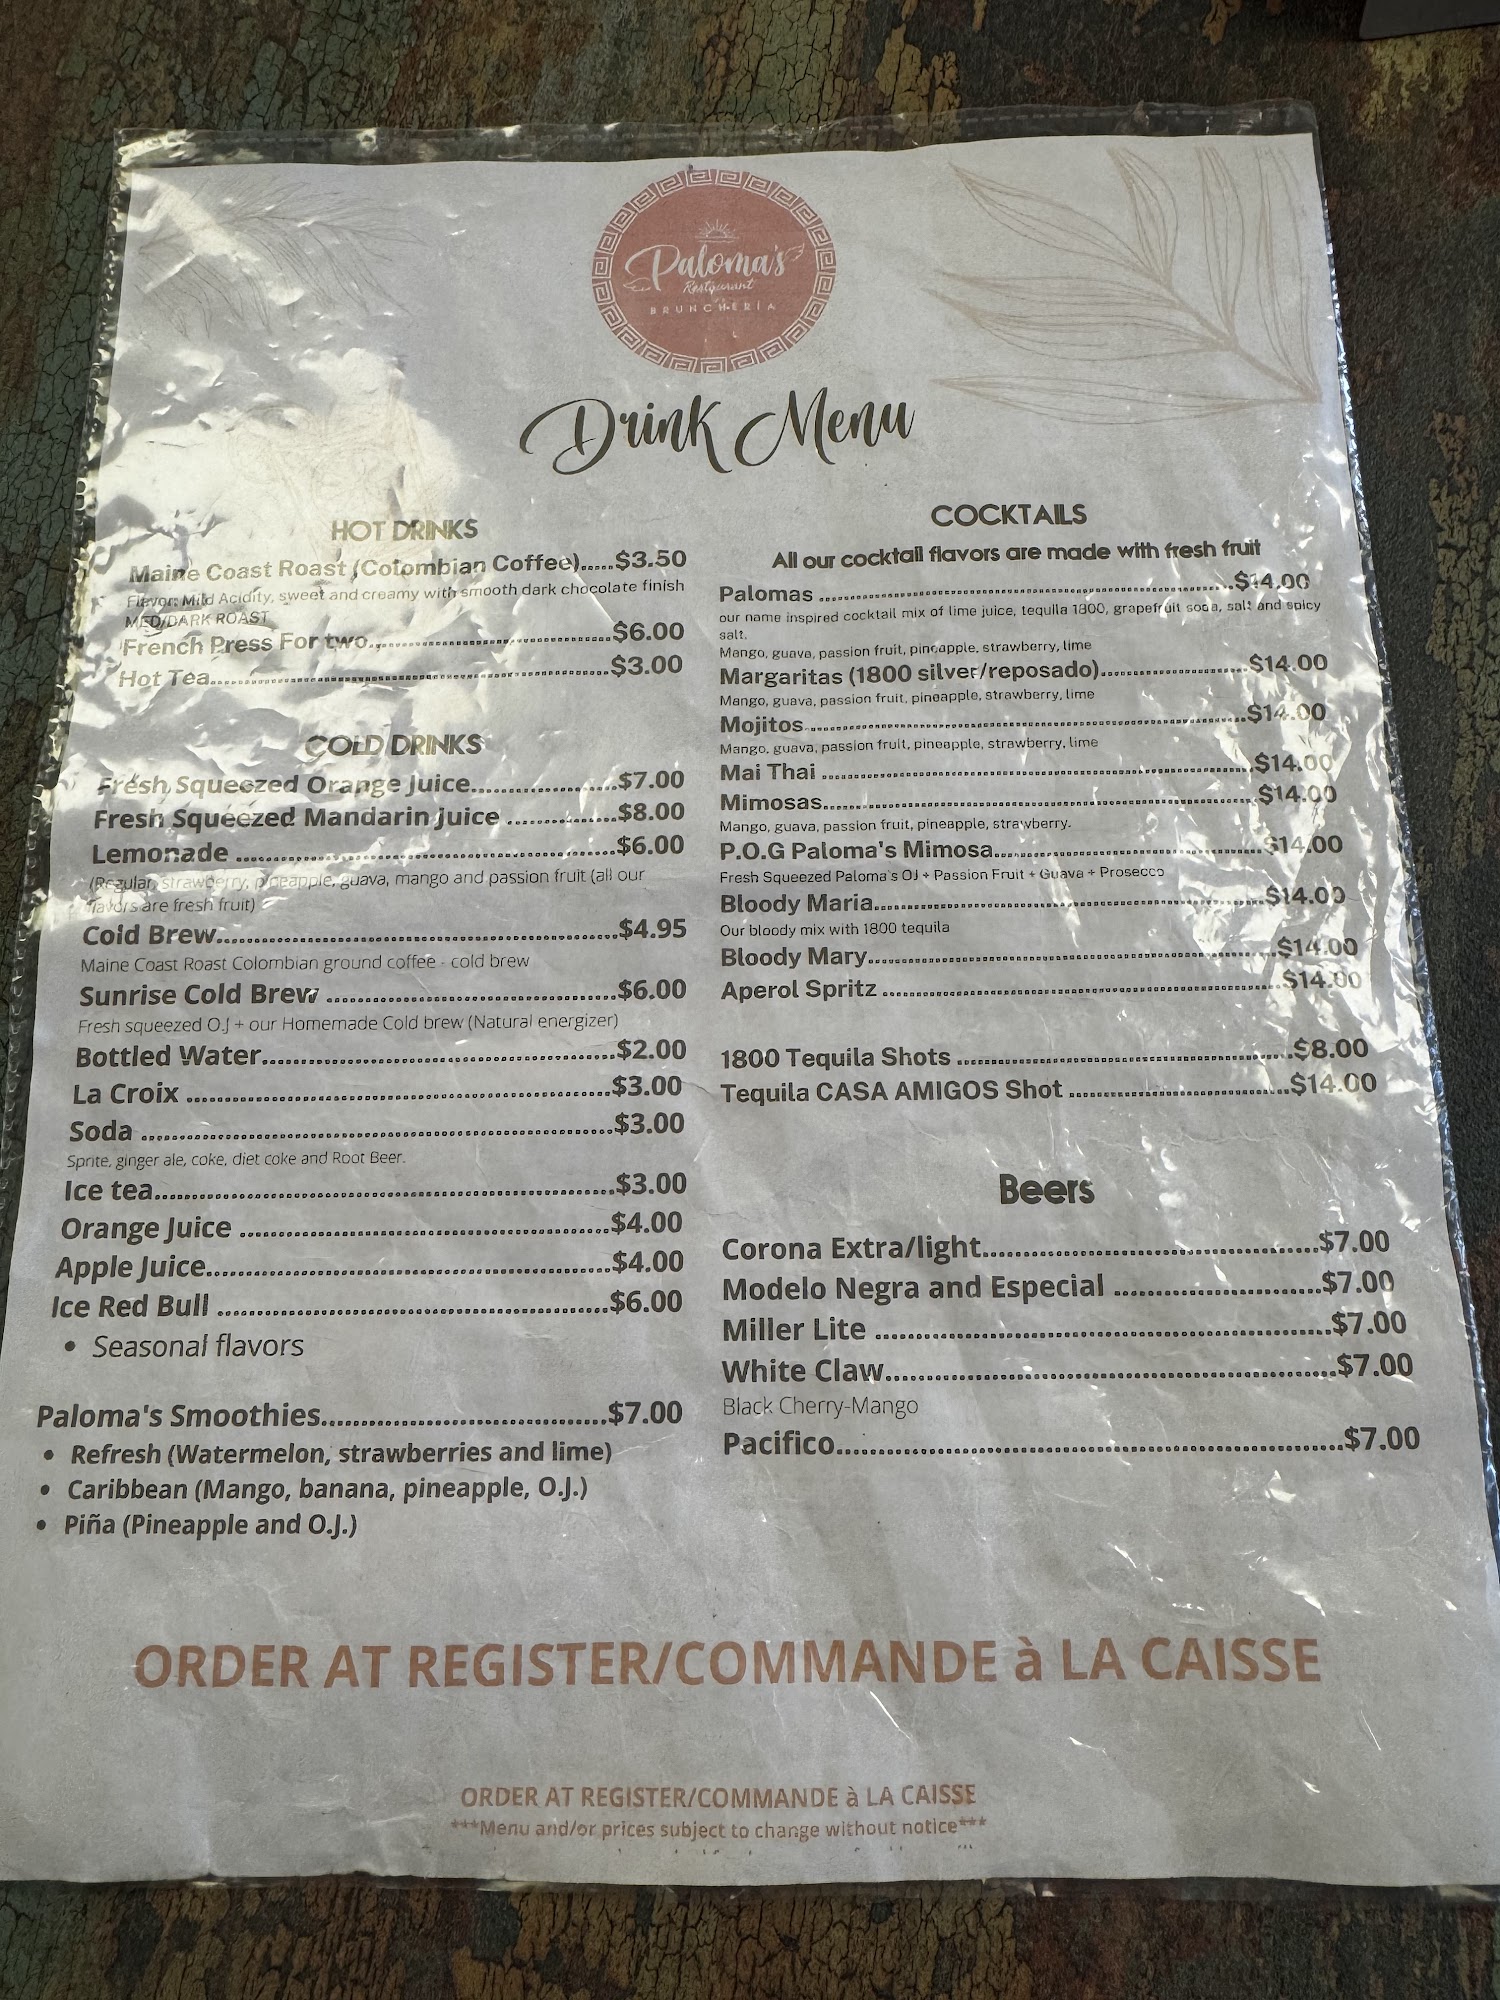 Paloma's
Restaurant
BRUNCHERÍA
Drink Menu
HOT DRINKS
Maine Coast Roast (Colombian Coffee).....$3.50
Flavor: Mild Acidity, sweet and creamy with smooth dark chocolate finish
MED/DARK ROAST
French Press For two..............................$6.00
Hot Tea..............................$3.00
COLD DRINKS
Fresh Squeezed Orange Juice....................$7.00
Fresh Squeezed Mandarin Juice ...............$8.00
Lemonade ..............................$6.00
(Regular, strawberry, pineapple, guava, mango and passion fruit (all our
flavors are fresh fruit)
Cold Brew..............................$4.95
Maine Coast Roast Colombian ground coffee - cold brew
Sunrise Cold Brew ..............................$6.00
Fresh squeezed O.J + our Homemade Cold brew (Natural energizer)
Bottled Water..............................$2.00
La Croix ..............................$3.00
Soda ..............................$3.00
Sprite, ginger ale, coke, diet coke and Root Beer.
Ice tea..............................$3.00
Orange Juice ..............................$4.00
Apple Juice..............................$4.00
Ice Red Bull ..............................$6.00
• Seasonal flavors
Paloma's Smoothies..............................$7.00
• Refresh (Watermelon, strawberries and lime)
• Caribbean (Mango, banana, pineapple, O.J.)
• Piña (Pineapple and O.J.)
COCKTAILS
All our cocktail flavors are made with fresh fruit
Palomas ..............................$14.00
our name inspired cocktail mix of lime juice, tequlla 1800, grapefruit soda, salt and spicy
salt.
Mango, guava, passion fruit, pineapple, strawberry, lime
Margaritas (1800 silver/reposado)....................$14.00
Mango, guava, passion fruit, pineapple, strawberry, lime
Mojitos ..............................$14.00
Mango, guava, passion fruit, pineapple, strawberry, lime
Mai Thai ..............................$14.00
Mimosas..............................$14.00
Mango, guava, passion fruit, pineapple, strawberry.
P.O.G Paloma's Mimosa..............................$14.00
Fresh Squeezed Paloma's OJ + Passion Fruit + Guava + Prosecco
Bloody Maria..............................$14.00
Our bloody mix with 1800 tequila
Bloody Mary..............................$14.00
Aperol Spritz ..............................$14.00
1800 Tequila Shots ..............................$8.00
Tequila CASA AMIGOS Shot ..............................$14.00
Beers
Corona Extra/light..............................$7.00
Modelo Negra and Especial ..............................$7.00
Miller Lite ..............................$7.00
White Claw..............................$7.00
Black Cherry-Mango
Pacifico..............................$7.00
ORDER AT REGISTER/COMMANDE à LA CAISSE
ORDER AT REGISTER/COMMANDE à LA CAISSE
***Menu and/or prices subject to change without notice***